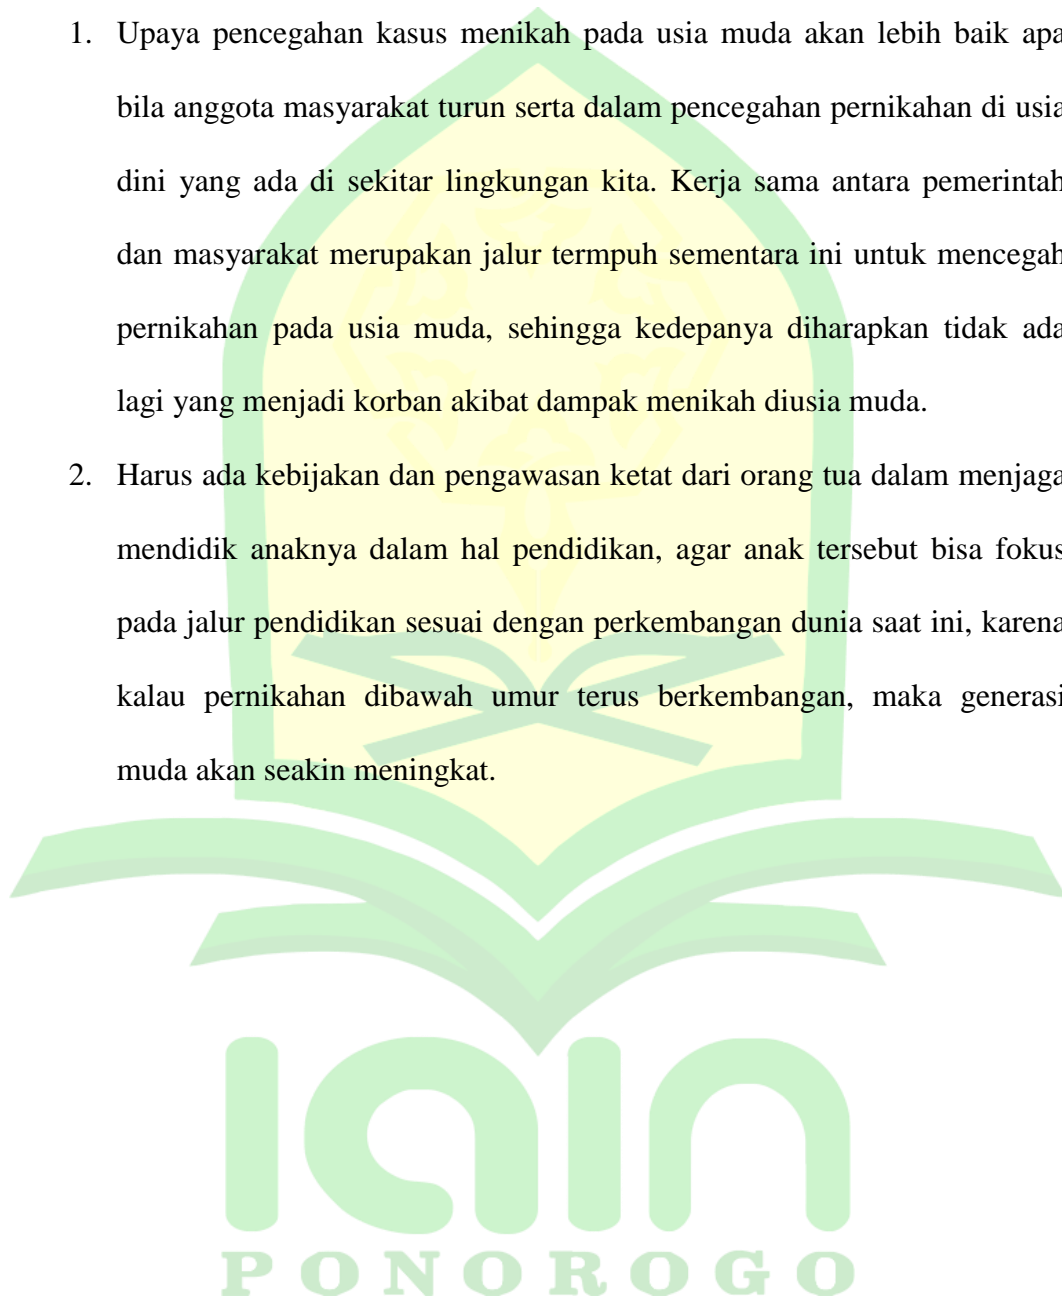 1. Upaya pencegahan kasus menikah pada usia muda akan lebih baik apa
bila anggota masyarakat turun serta dalam pencegahan pernikahan di usia
dini yang ada di sekitar lingkungan kita. Kerja sama antara pemerintah
dan masyarakat merupakan jalur termpuh sementara ini untuk mencegah
pernikahan pada usia muda, sehingga kedepanya diharapkan tidak ada
lagi yang menjadi korban akibat dampak menikah diusia muda.
2. Harus ada kebijakan dan pengawasan ketat dari orang tua dalam menjaga
mendidik anaknya dalam hal pendidikan, agar anak tersebut bisa fokus
pada jalur pendidikan sesuai dengan perkembangan dunia saat ini, karena
kalau pernikahan dibawah umur terus berkembangan, maka generasi
muda akan seakin meningkat.
iain
PONOROGO